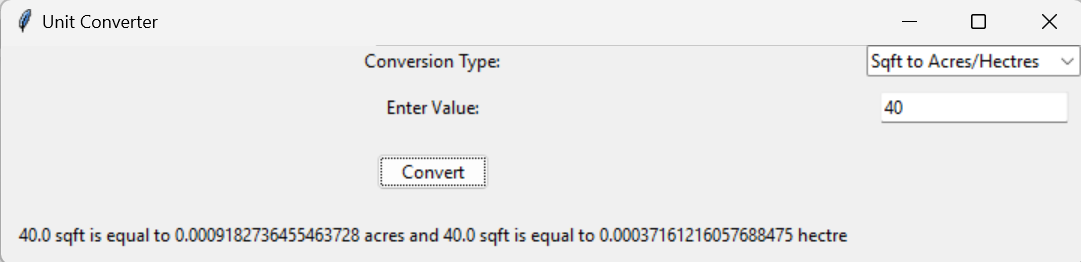 Unit Converter
Conversion Type: Sqft to Acres/Hectres
Enter Value: 40
Convert
40.0 sqft is equal to 0.0009182736455463728 acres and 40.0 sqft is equal to 0.00037161216057688475 hectre